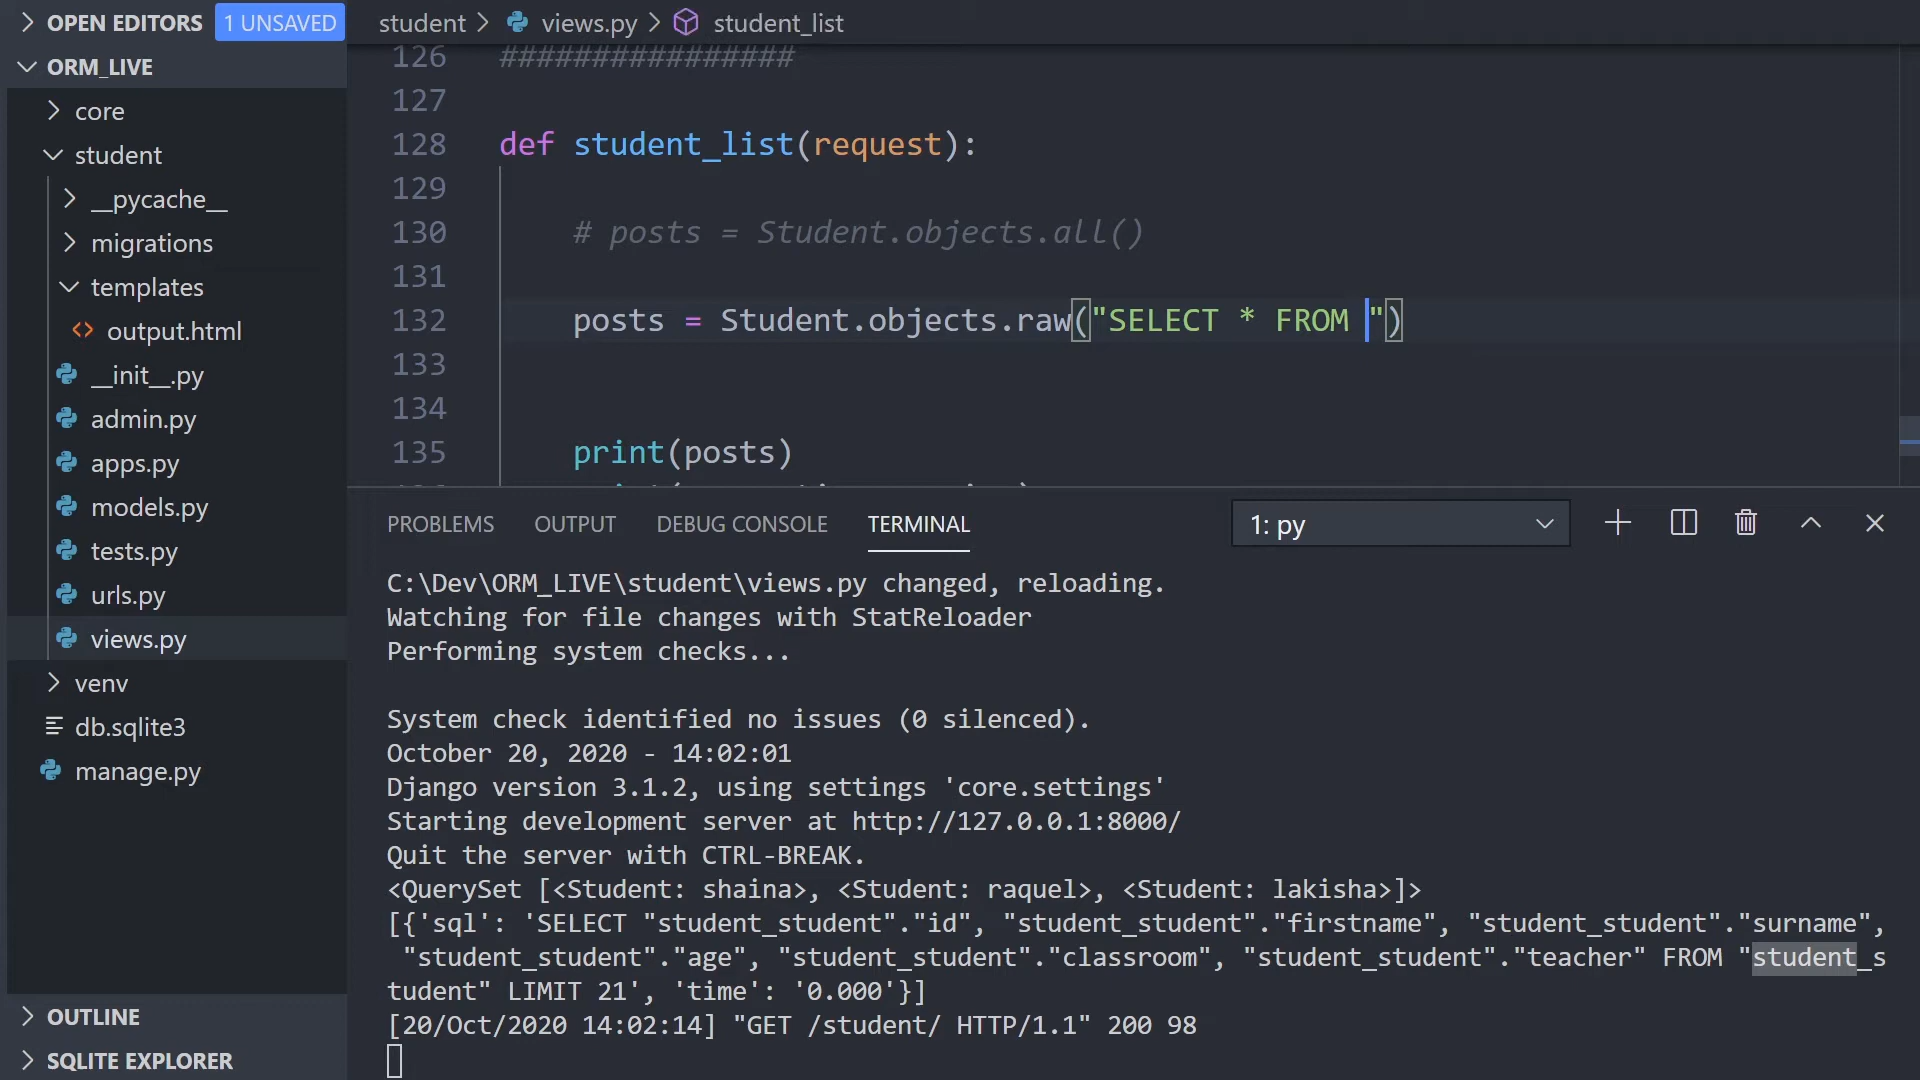 OPEN EDITORS 1 UNSAVED
ORM_LIVE
core
student
__pycache__
migrations
templates
output.html
__init__.py
admin.py
apps.py
models.py
tests.py
urls.py
views.py
venv
db.sqlite3
manage.py
OUTLINE
SQLITE EXPLORER
student > views.py > student_list
126 ################
127
128 def student_list(request):
129
130 # posts = Student.objects.all()
131
132 posts = Student.objects.raw("SELECT * FROM ")
133
134
135 print(posts)
PROBLEMS OUTPUT DEBUG CONSOLE TERMINAL 1: py
C:\Dev\ORM_LIVE\student\views.py changed, reloading.
Watching for file changes with StatReloader
Performing system checks...
System check identified no issues (0 silenced).
October 20, 2020 - 14:02:01
Django version 3.1.2, using settings 'core.settings'
Starting development server at http://127.0.0.1:8000/
Quit the server with CTRL-BREAK.
<QuerySet [<Student: shaina>, <Student: raquel>, <Student: lakisha>]>
[{'sql': 'SELECT "student_student"."id", "student_student"."firstname", "student_student"."surname",
"student_student"."age", "student_student"."classroom", "student_student"."teacher" FROM "student_s
tudent" LIMIT 21', 'time': '0.000'}]
[20/Oct/2020 14:02:14] "GET /student/ HTTP/1.1" 200 98